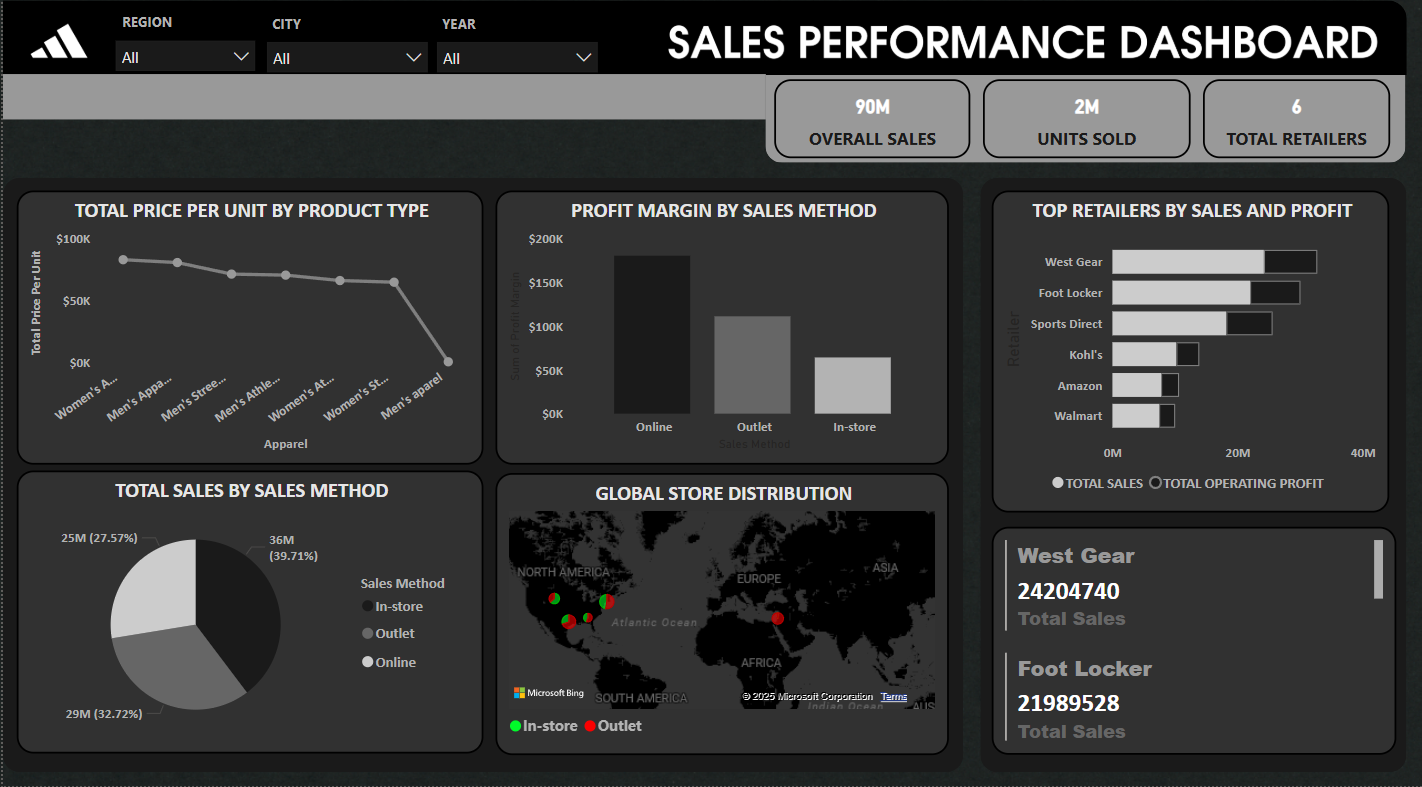 REGION
All
CITY
All
YEAR
All
SALES PERFORMANCE DASHBOARD
90M
OVERALL SALES
2M
UNITS SOLD
6
TOTAL RETAILERS
TOTAL PRICE PER UNIT BY PRODUCT TYPE
Total Price Per Unit
$100K
$50K
$0K
Women's A...
Men's Appa...
Men's Stree...
Men's Athle...
Women's At...
Women's St...
Men's aparel
Apparel
PROFIT MARGIN BY SALES METHOD
Sum of Profit Margin
$200K
$150K
$100K
$50K
$0K
Online
Outlet
In-store
Sales Method
TOP RETAILERS BY SALES AND PROFIT
Retailer
West Gear
Foot Locker
Sports Direct
Kohl's
Amazon
Walmart
0M
20M
40M
TOTAL SALES
TOTAL OPERATING PROFIT
TOTAL SALES BY SALES METHOD
25M (27.57%)
36M
(39.71%)
29M (32.72%)
Sales Method
In-store
Outlet
Online
GLOBAL STORE DISTRIBUTION
NORTH AMERICA
EUROPE
ASIA
Atlantic Ocean
AFRICA
SOUTH AMERICA
Indian Ocean
AUS
Microsoft Bing
© 2025 Microsoft Corporation Terms
In-store
Outlet
West Gear
24204740
Total Sales
Foot Locker
21989528
Total Sales